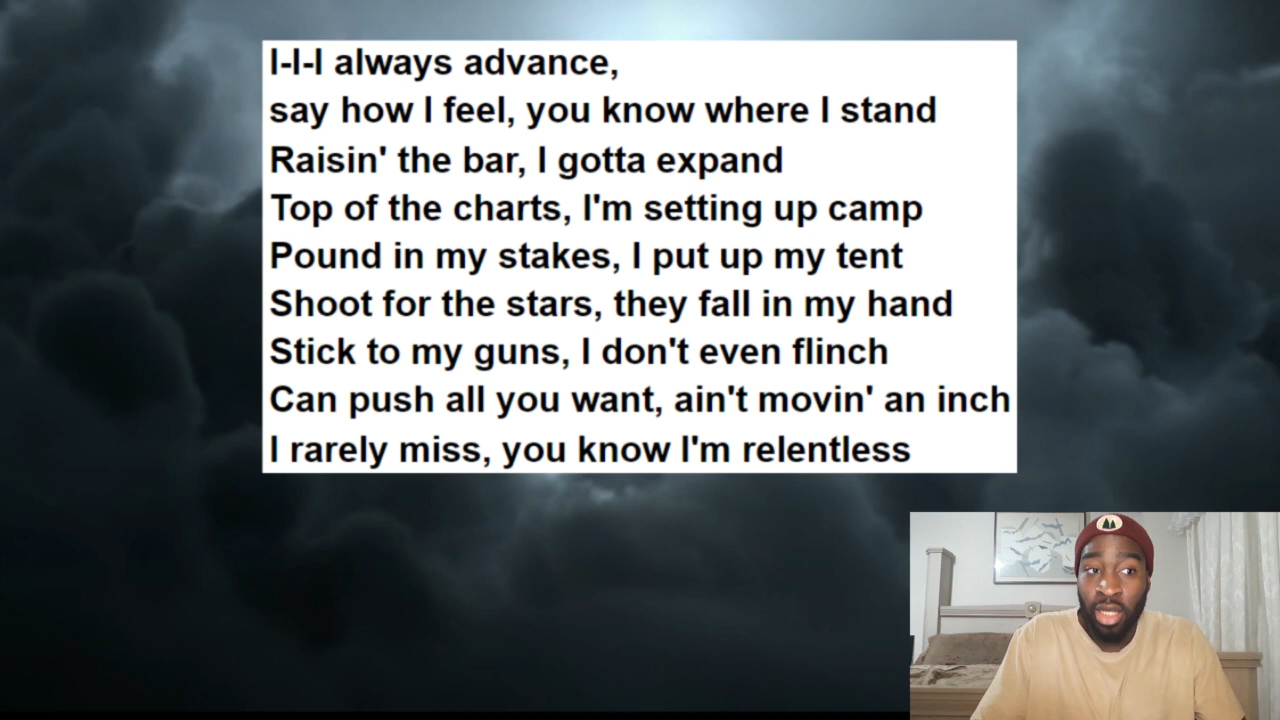 I-I-I always advance,
say how I feel, you know where I stand
Raisin' the bar, I gotta expand
Top of the charts, I'm setting up camp
Pound in my stakes, I put up my tent
Shoot for the stars, they fall in my hand
Stick to my guns, I don't even flinch
Can push all you want, ain't movin' an inch
I rarely miss, you know I'm relentless